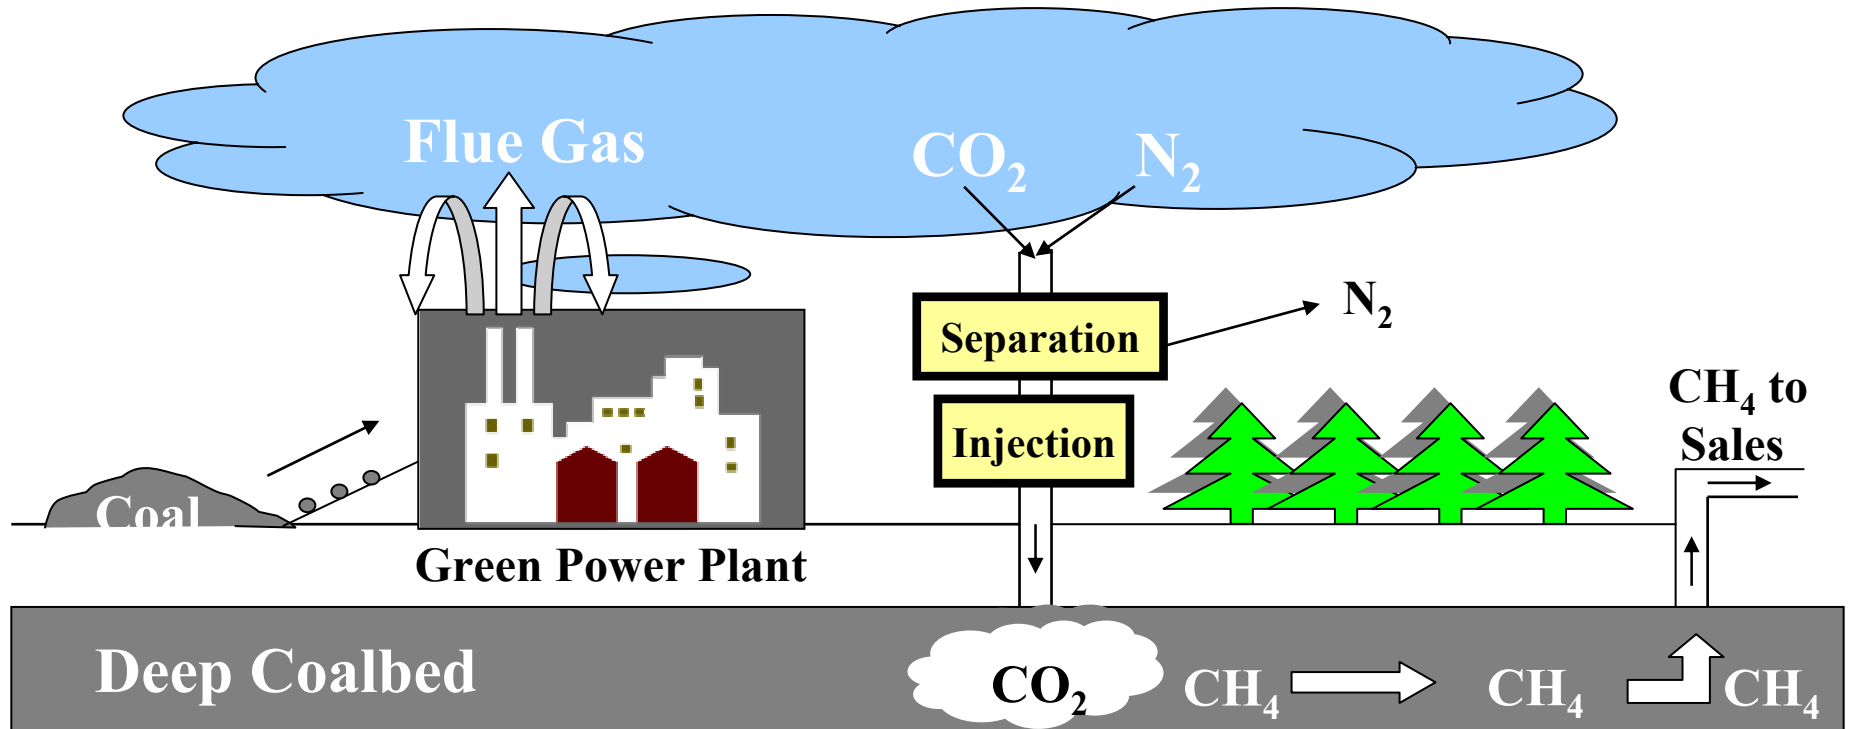 Flue Gas
CO₂
N₂
Separation
N₂
Injection
CH₄ to
Sales
Coal
Green Power Plant
Deep Coalbed
CO₂
CH₄
CH₄
CH₄